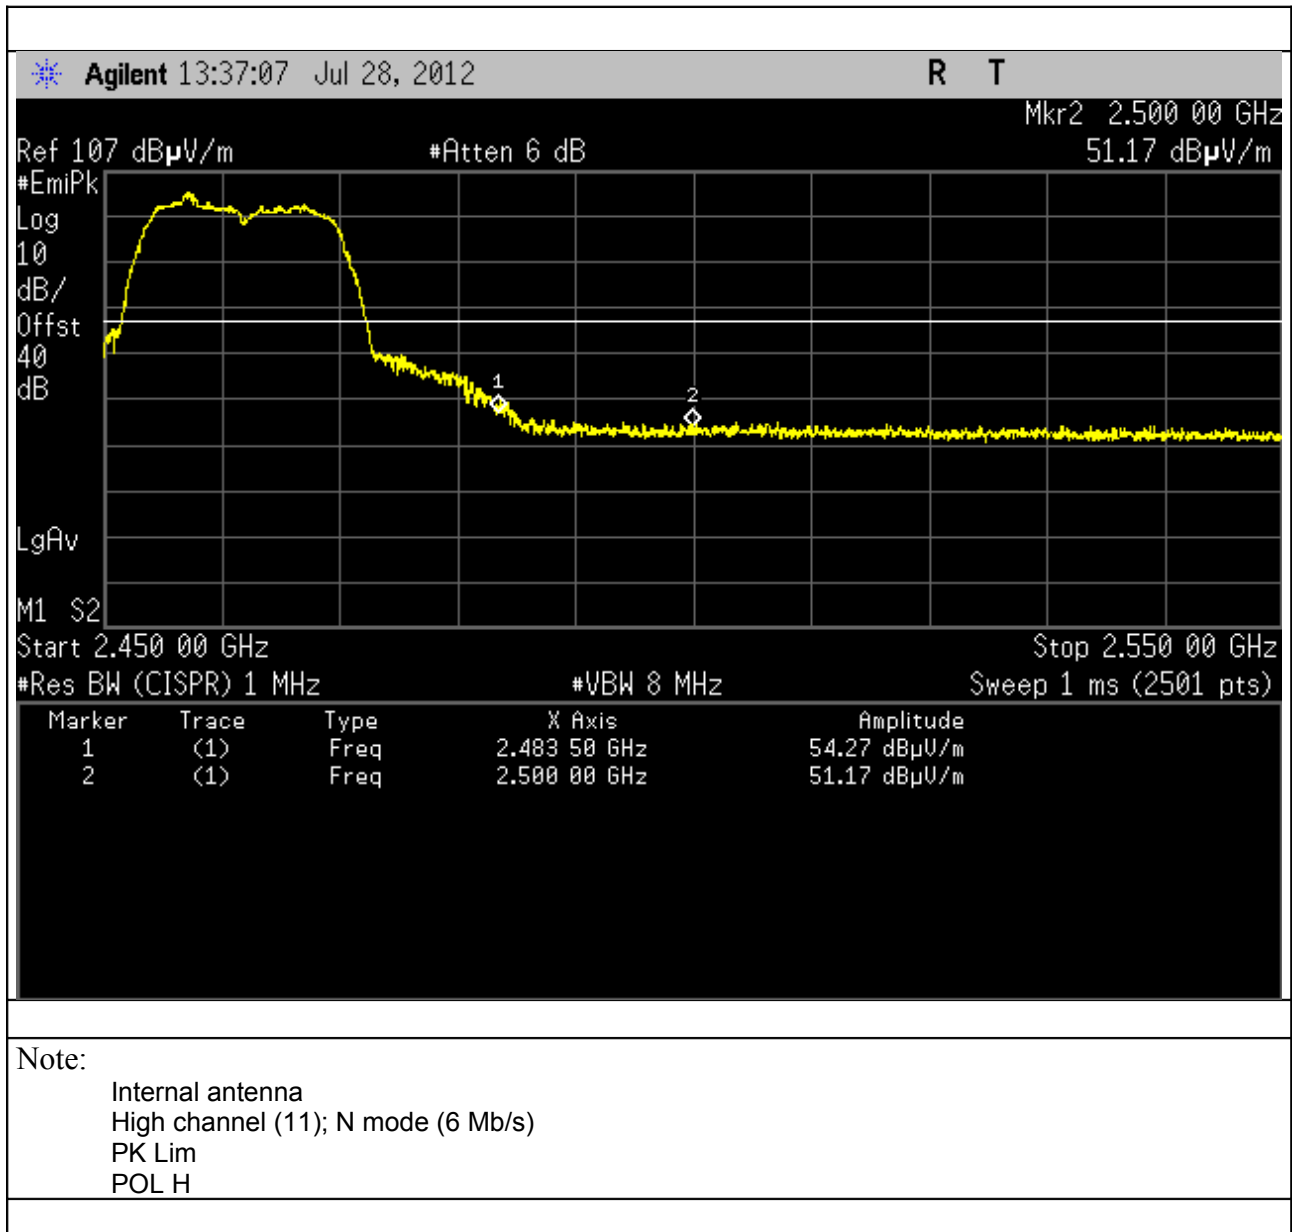 Agilent 13:37:07 Jul 28, 2012 R T
Mkr2 2.500 00 GHz
Ref 107 dBµV/m #Atten 6 dB 51.17 dBµV/m
#EmiPk
Log
10
dB/
Offst
40
dB
1
2
LgAv
M1 S2
Start 2.450 00 GHz Stop 2.550 00 GHz
#Res BW (CISPR) 1 MHz #VBW 8 MHz Sweep 1 ms (2501 pts)
Marker Trace Type X Axis Amplitude
1 (1) Freq 2.483 50 GHz 54.27 dBµV/m
2 (1) Freq 2.500 00 GHz 51.17 dBµV/m
Note:
Internal antenna
High channel (11); N mode (6 Mb/s)
PK Lim
POL H